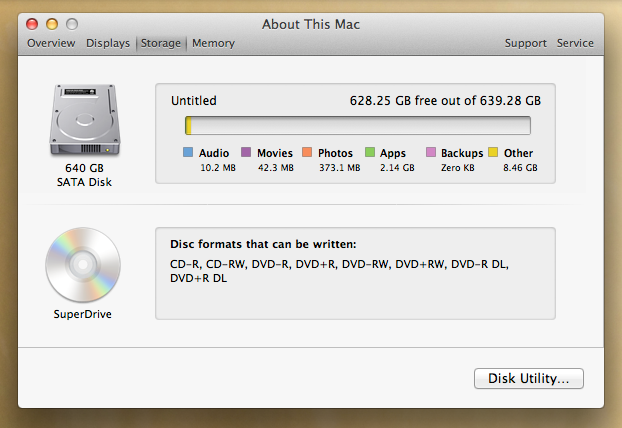 About This Mac
Overview Displays Storage Memory Support Service
Untitled 628.25 GB free out of 639.28 GB
Audio Movies Photos Apps Backups Other
10.2 MB 42.3 MB 373.1 MB 2.14 GB Zero KB 8.46 GB
640 GB
SATA Disk
Disc formats that can be written:
CD-R, CD-RW, DVD-R, DVD+R, DVD-RW, DVD+RW, DVD-R DL,
DVD+R DL
SuperDrive
Disk Utility...